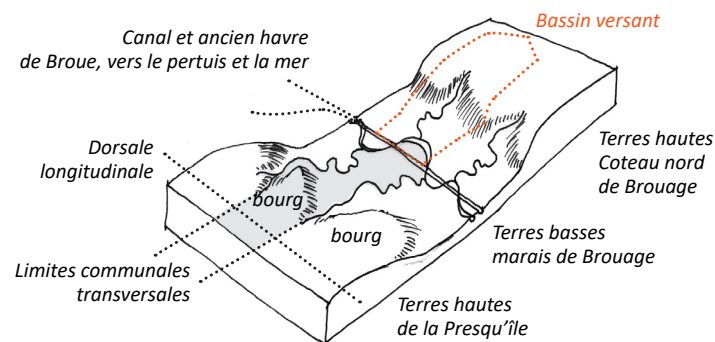 Bassin versant
Canal et ancien havre
de Broue, vers le pertuis et la mer
Dorsale
longitudinale
Terres hautes
Coteau nord
de Brouage
bourg
bourg
Terres basses
marais de Brouage
Limites communales
transversales
Terres hautes
de la Presqu’île